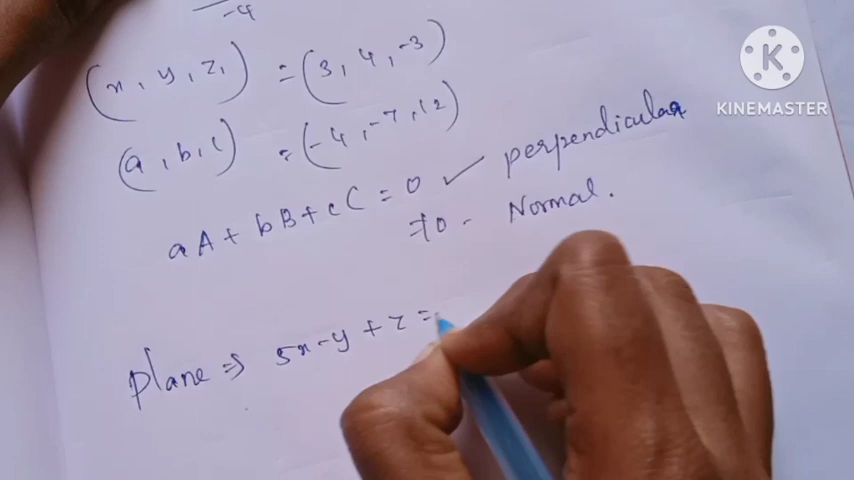 -4
(x, y, z,) = (3, 4, -3)
(a, b, c) = (-4, -7, 12)
aA + bB + cC = 0 ✓ perpendicular
≠0 - Normal.
Plane ⇒ 5x - y + z =
K
KINEMASTER